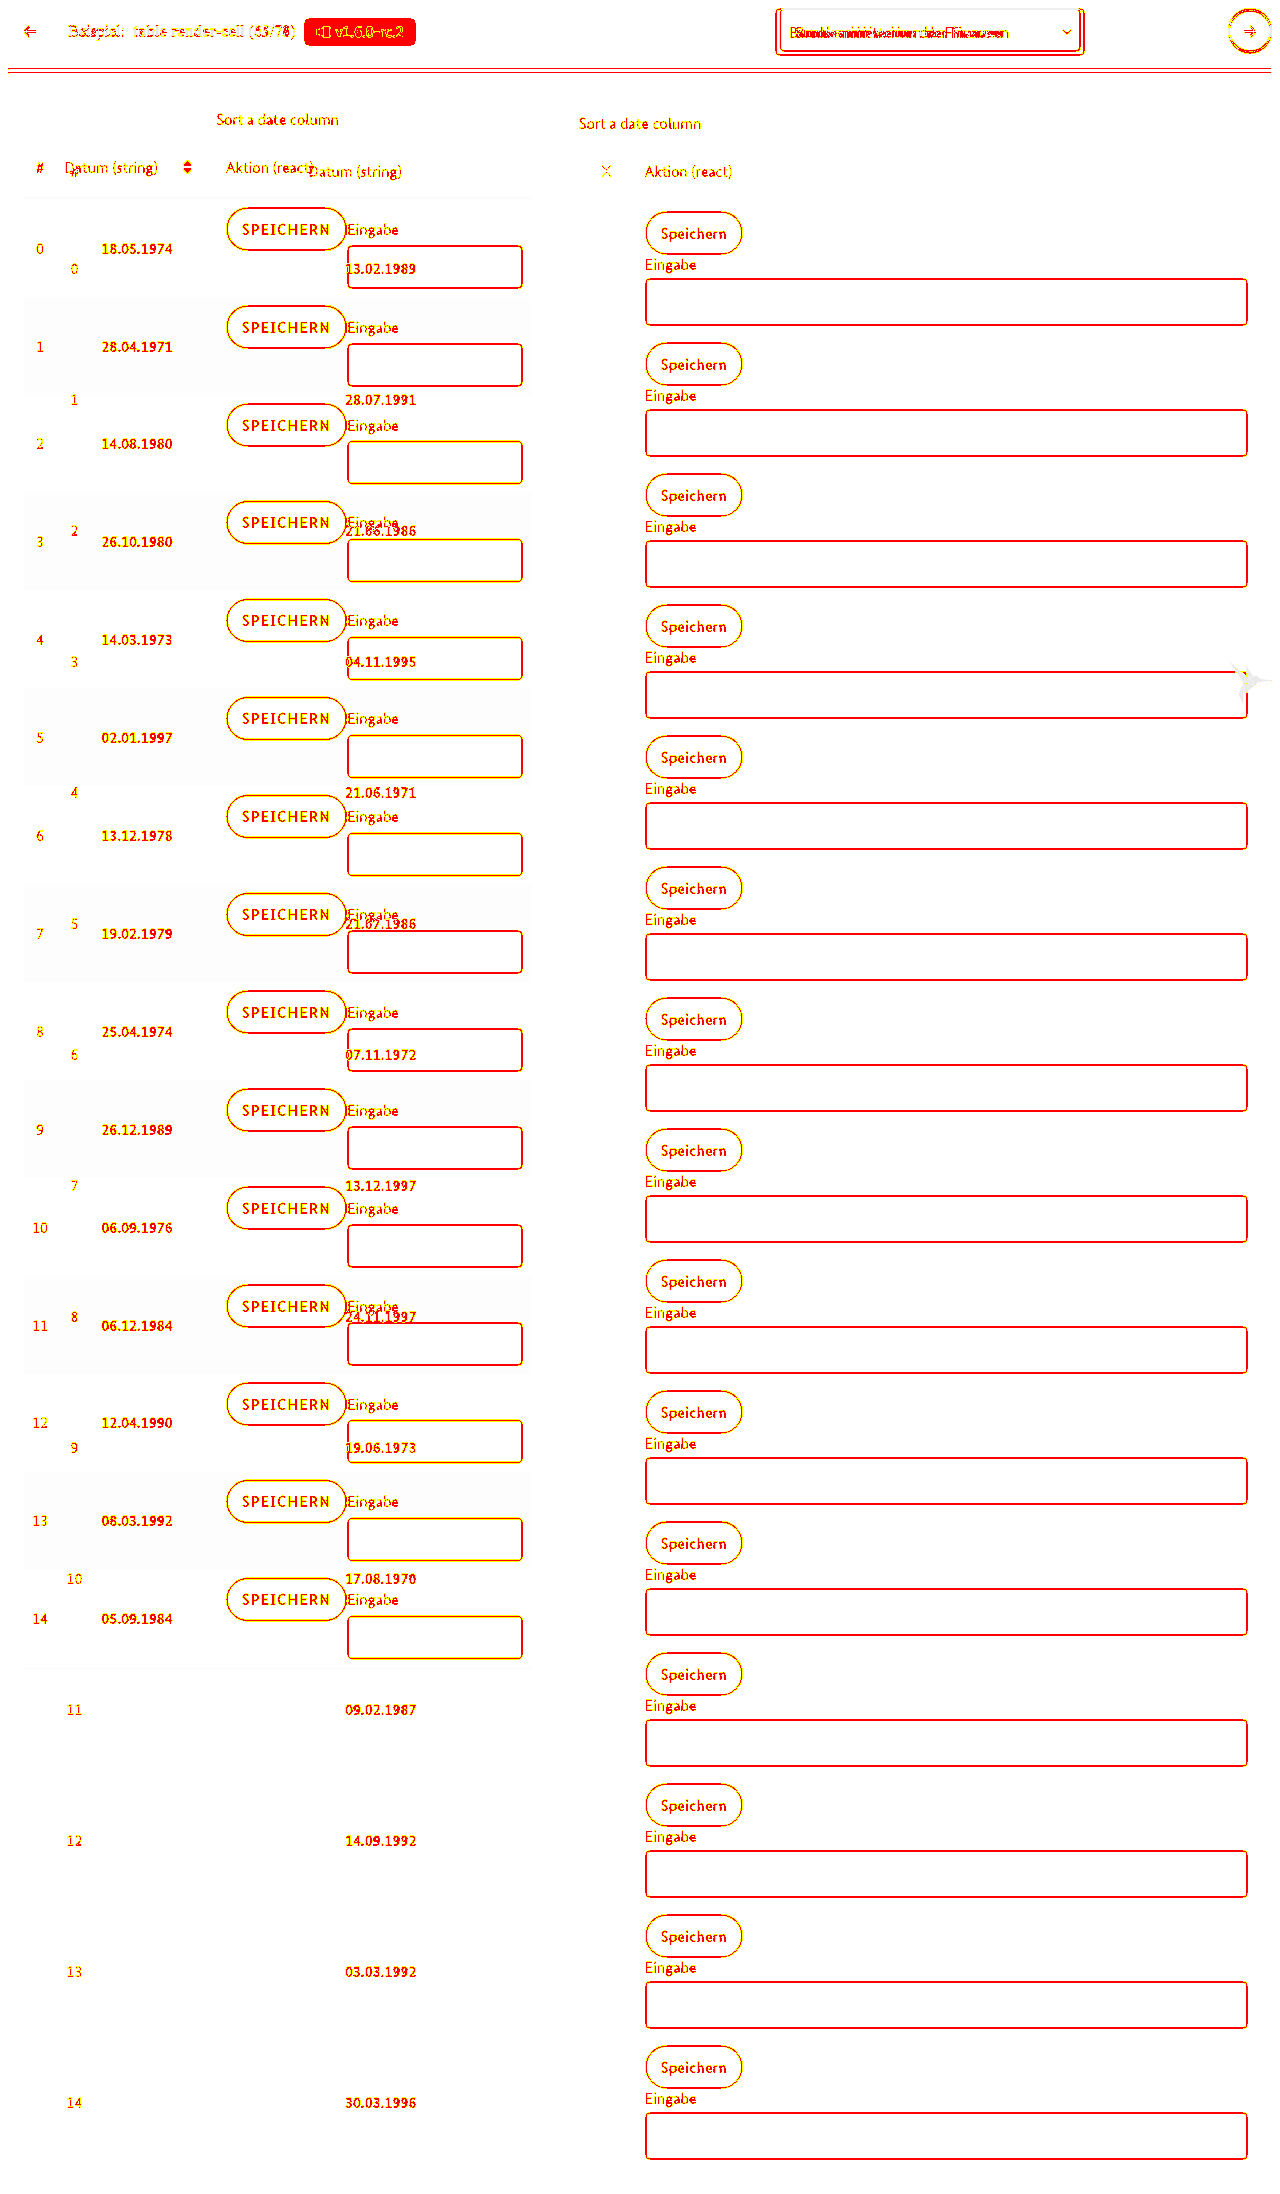 Beispiel: table render-cell (65/78) v1.6.0-rc.2
Sort a date column
Sort a date column
# Datum (string) Aktion (react)
# Datum (string) Aktion (react)
SPEICHERN Eingabe
Speichern
0 18.05.1974
Eingabe
0 13.02.1989
SPEICHERN Eingabe
1 28.04.1971
Speichern
Eingabe
1 28.07.1991
SPEICHERN Eingabe
2 14.08.1980
Speichern
SPEICHERN Eingabe
Eingabe
2 21.06.1986
3 26.10.1980
SPEICHERN Eingabe
Speichern
4 14.03.1973
Eingabe
3 04.11.1995
SPEICHERN Eingabe
5 02.01.1997
Speichern
Eingabe
4 21.06.1971
SPEICHERN Eingabe
6 13.12.1978
Speichern
SPEICHERN Eingabe
Eingabe
5 21.07.1986
7 19.02.1979
SPEICHERN Eingabe
Speichern
8 25.04.1974
Eingabe
6 07.11.1972
SPEICHERN Eingabe
9 26.12.1989
Speichern
Eingabe
7 13.12.1997
SPEICHERN Eingabe
10 06.09.1976
Speichern
SPEICHERN Eingabe
Eingabe
8 24.11.1997
11 06.12.1984
SPEICHERN Eingabe
Speichern
12 12.04.1990
Eingabe
9 19.06.1973
SPEICHERN Eingabe
13 08.03.1992
Speichern
Eingabe
10 17.08.1970
SPEICHERN Eingabe
14 05.09.1984
Speichern
Eingabe
11 09.02.1987
Speichern
Eingabe
12 14.09.1992
Speichern
Eingabe
13 03.03.1992
Speichern
Eingabe
14 30.03.1996